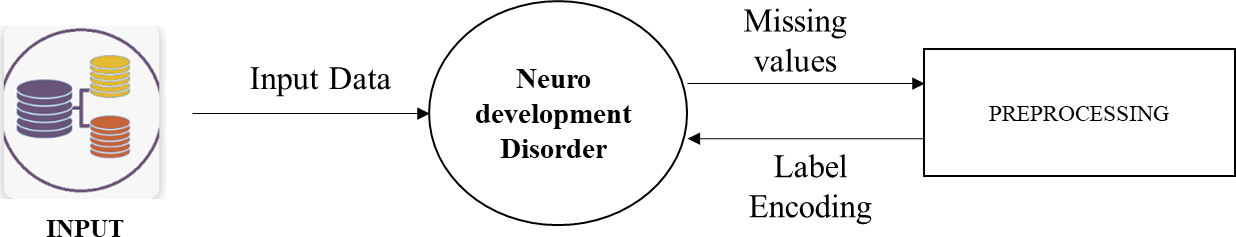 INPUT
Input Data
Neuro
development
Disorder
Missing
values
Label
Encoding
PREPROCESSING